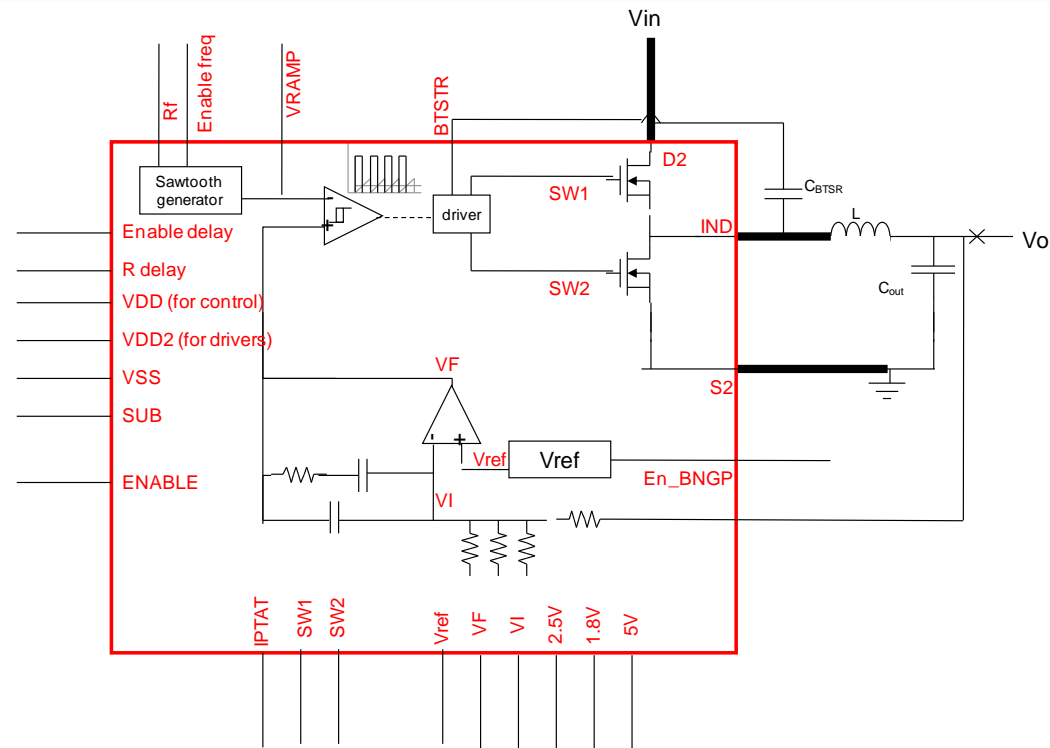 Vin
Rf
Enable freq
VRAMP
BTSTR
D2
Sawtooth
generator
-
+
driver
SW1
SW2
IND
CBTSR
L
Vo
Cout
S2
Enable delay
R delay
VDD (for control)
VDD2 (for drivers)
VSS
SUB
ENABLE
VF
-
+
Vref
Vref
En_BNGP
VI
IPTAT
SW1
SW2
Vref
VF
VI
2.5V
1.8V
5V